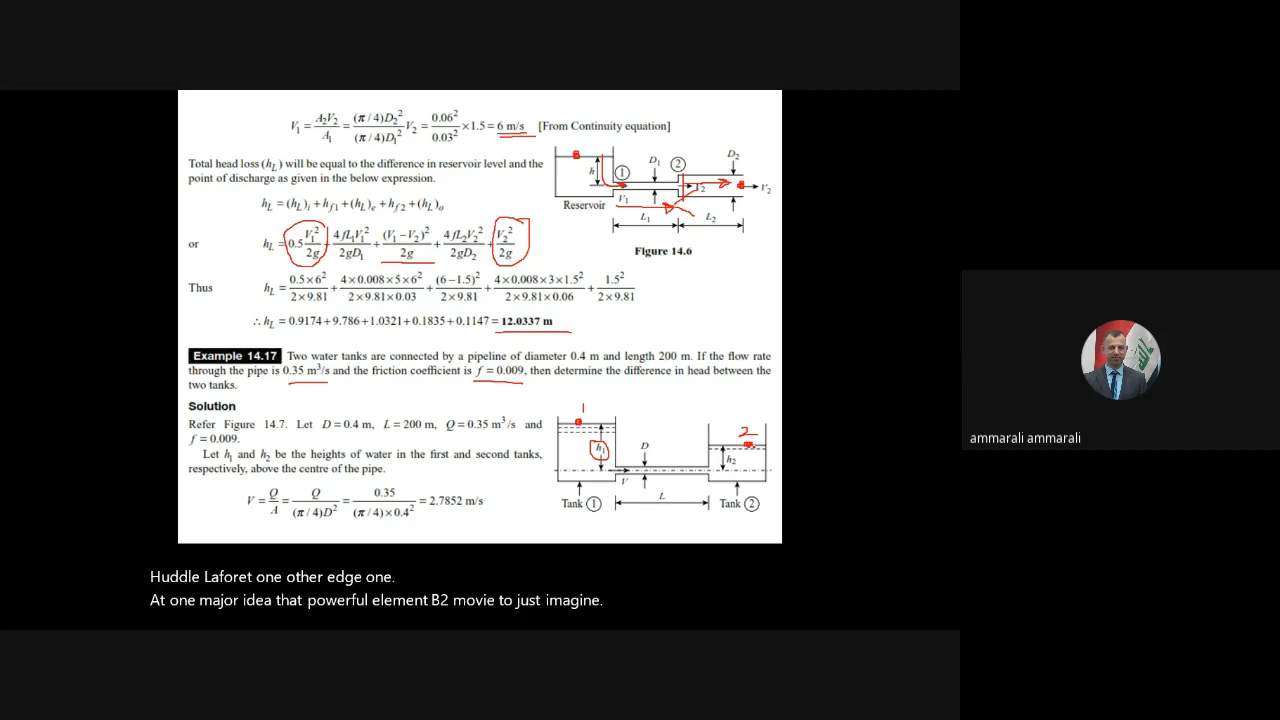 V₁ = A₂V₂/A₁ = (π/4)D₂²/(π/4)D₁² V₂ = 0.06²/0.03² ×1.5 = 6 m/s [From Continuity equation]
Total head loss (h_L) will be equal to the difference in reservoir level and the
point of discharge as given in the below expression.
h_L = (h_L)ᵢ + h_f1 + (h_L)ₑ + h_f2 + (h_L)ₒ
or h_L = 0.5 V₁²/2g + 4fL₁V₁²/2gD₁ + (V₁−V₂)²/2g + 4fL₂V₂²/2gD₂ + V₂²/2g
Thus h_L = 0.5×6²/2×9.81 + 4×0.008×5×6²/2×9.81×0.03 + (6−1.5)²/2×9.81 + 4×0.008×3×1.5²/2×9.81×0.06 + 1.5²/2×9.81
∴ h_L = 0.9174+9.786+1.0321+0.1835+0.1147 = 12.0337 m
h
①
D₁
②
D₂
V₂
Reservoir
V₁
L₁
L₂
Figure 14.6
Example 14.17 Two water tanks are connected by a pipeline of diameter 0.4 m and length 200 m. If the flow rate
through the pipe is 0.35 m³/s and the friction coefficient is f = 0.009, then determine the difference in head between the
two tanks.
Solution
Refer Figure 14.7. Let D = 0.4 m, L = 200 m, Q = 0.35 m³/s and
f = 0.009.
Let h₁ and h₂ be the heights of water in the first and second tanks,
respectively, above the centre of the pipe.
V = Q/A = Q/(π/4)D² = 0.35/(π/4)×0.4² = 2.7852 m/s
1
2
h₁
D
h₂
V
Tank ①
L
Tank ②
ammarali ammarali
Huddle Laforet one other edge one.
At one major idea that powerful element B2 movie to just imagine.